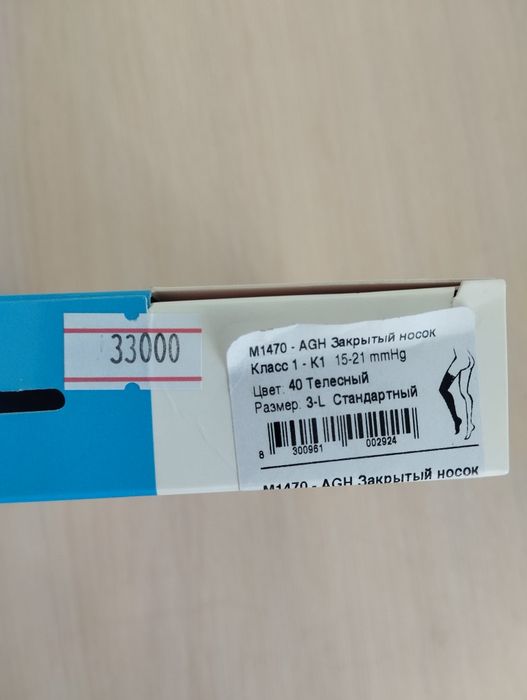 33000
M1470 - AGH Закрытый носок
Класс 1 - K1 15-21 mmHg
Цвет: 40 Телесный
Размер: 3-L Стандартный
8 300961 002924
M1470 - AGH Закрытый носок